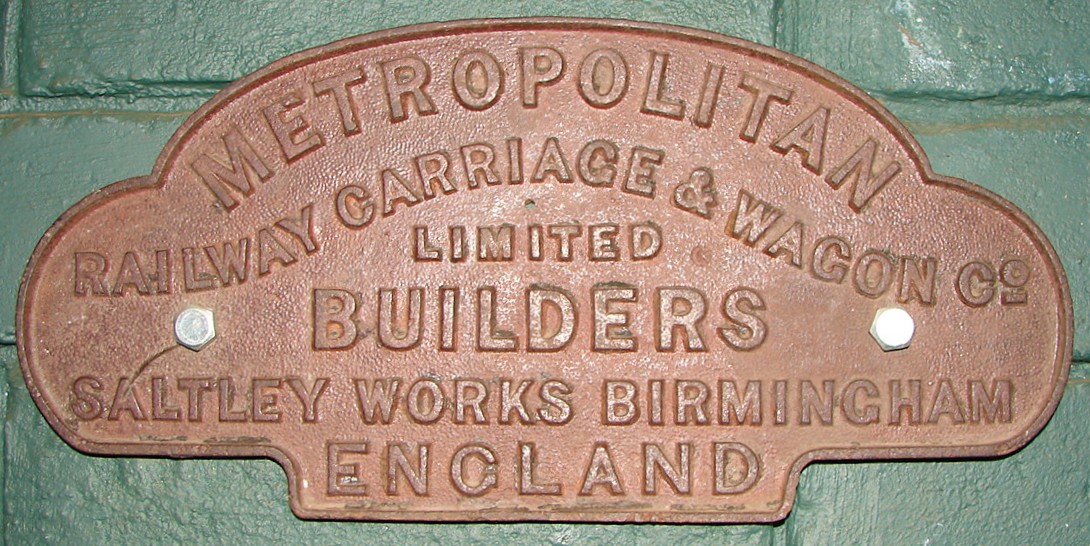 METROPOLITAN
RAILWAY CARRIAGE & WAGON Cº
LIMITED
BUILDERS
SALTLEY WORKS BIRMINGHAM
ENGLAND